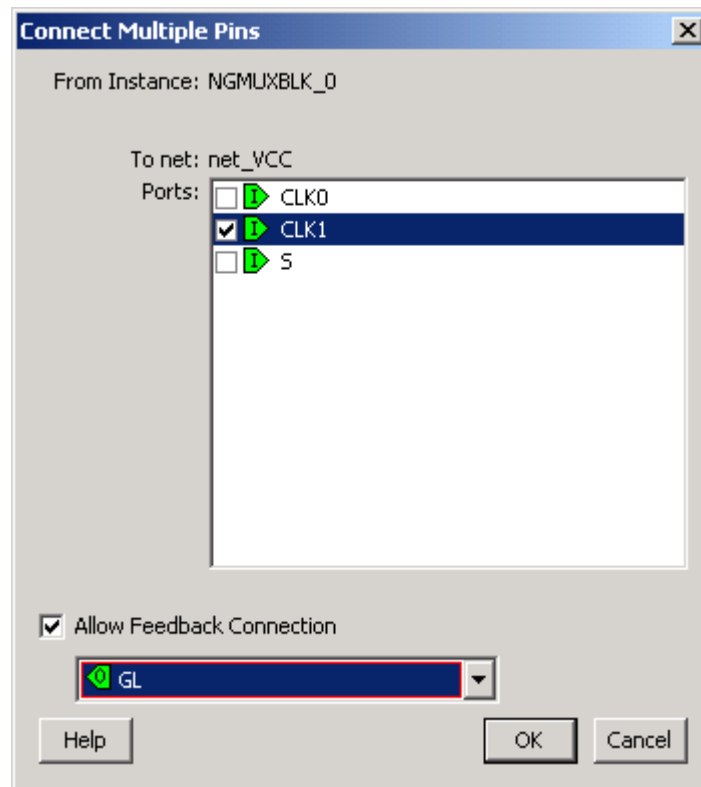 Connect Multiple Pins
From Instance: NGMUXBLK_0
To net: net_VCC
Ports:
I CLK0
I CLK1
I S
Allow Feedback Connection
O GL
Help OK Cancel